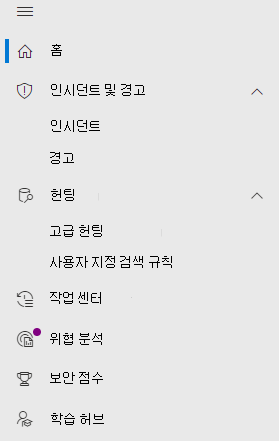 홈
인시던트 및 경고
인시던트
경고
헌팅
고급 헌팅
사용자 지정 검색 규칙
작업 센터
위협 분석
보안 점수
학습 허브